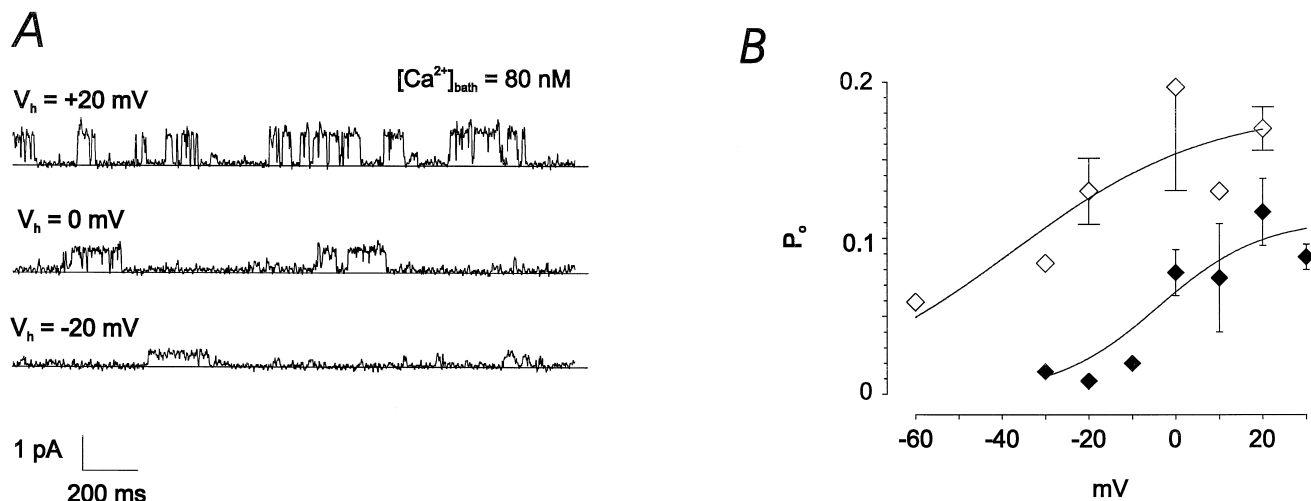 A
[Ca²⁺]bath = 80 nM
Vh = +20 mV
Vh = 0 mV
Vh = -20 mV
1 pA
200 ms
B
0.2
0.1
0
Po
-60 -40 -20 0 20
mV